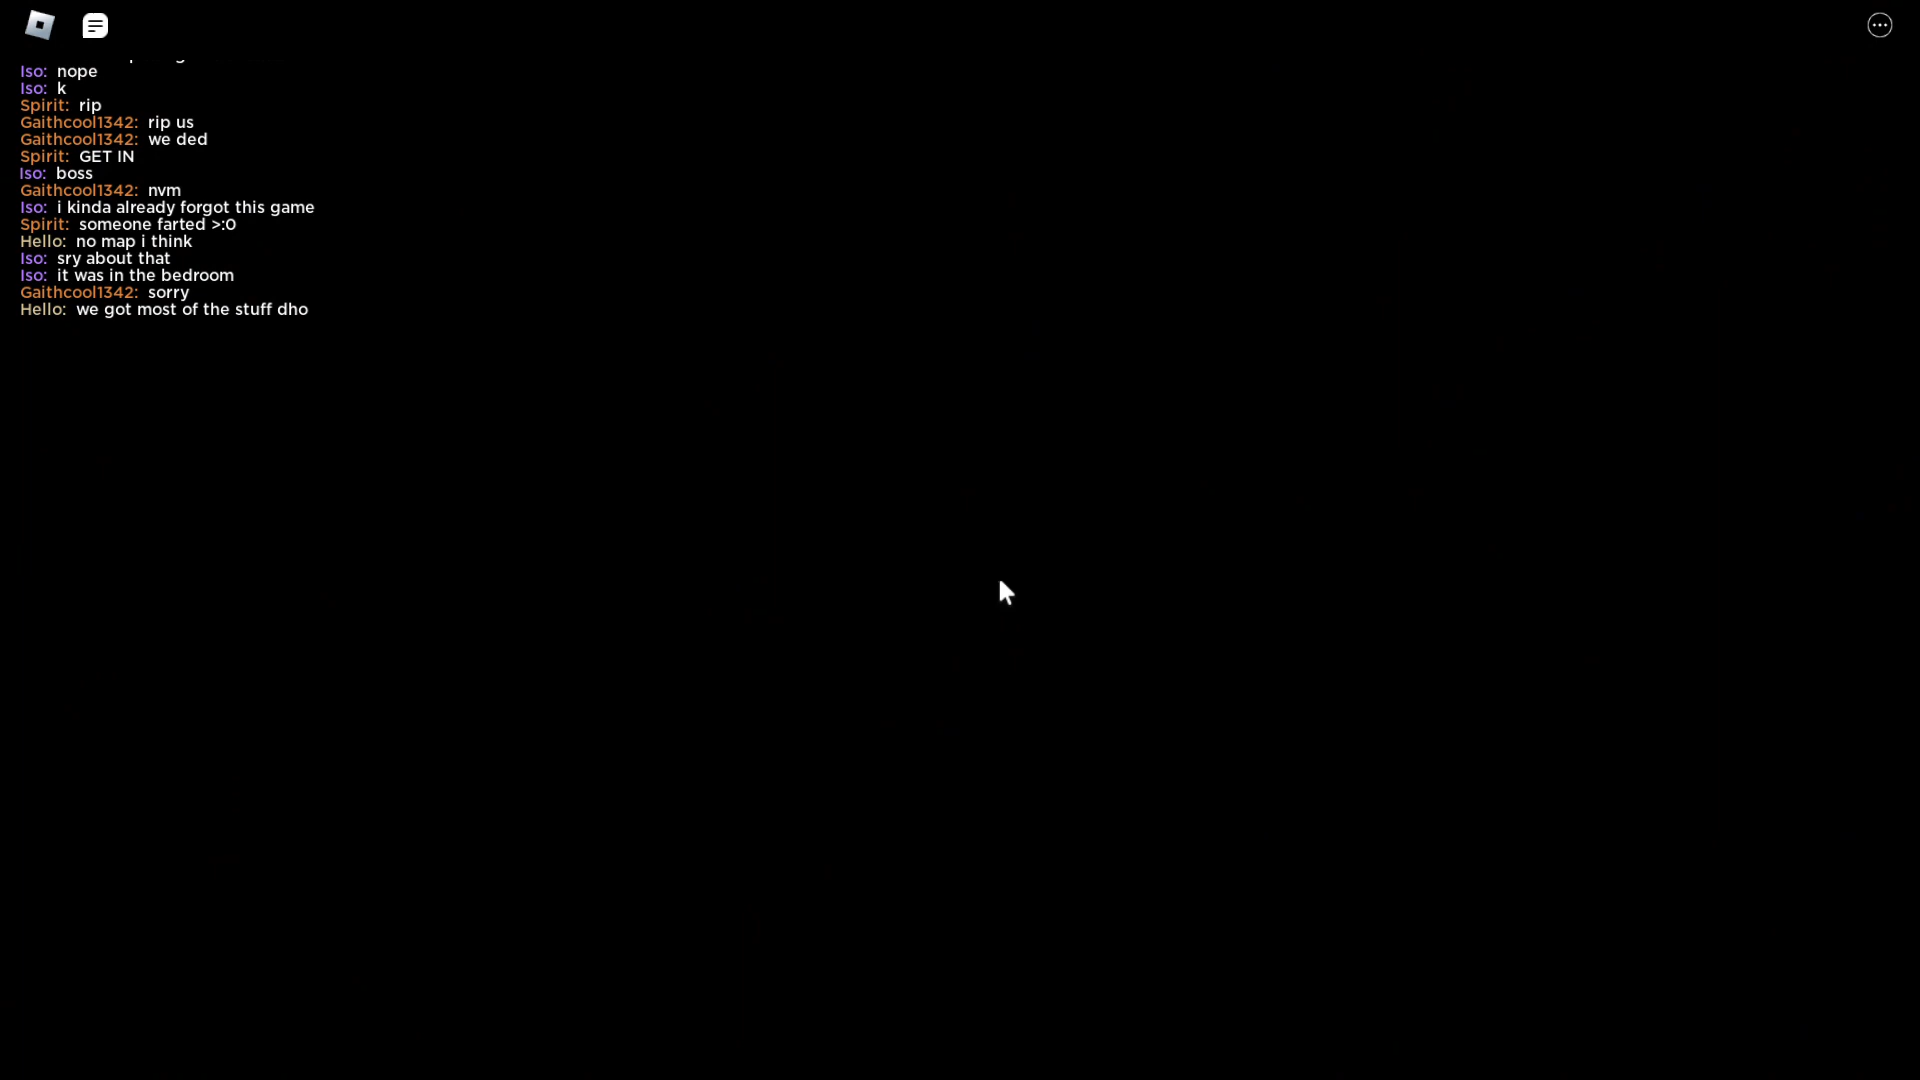 Iso: nope
Iso: k
Spirit: rip
Gaithcool1342: rip us
Gaithcool1342: we ded
Spirit: GET IN
Iso: boss
Gaithcool1342: nvm
Iso: i kinda already forgot this game
Spirit: someone farted >:0
Hello: no map i think
Iso: sry about that
Iso: it was in the bedroom
Gaithcool1342: sorry
Hello: we got most of the stuff dho